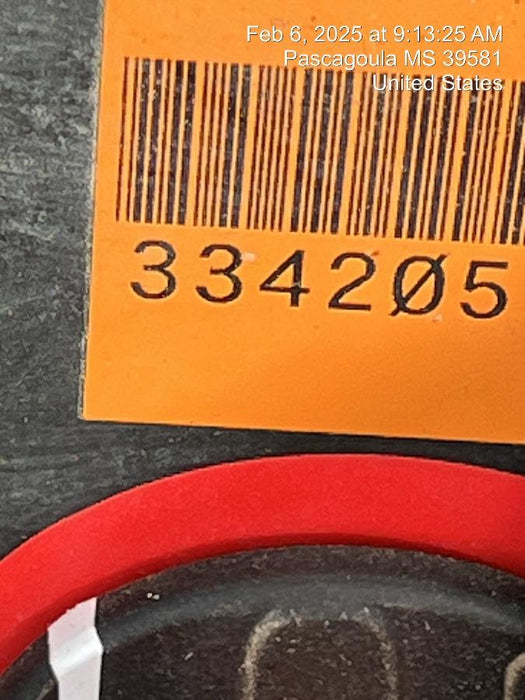 Feb 6, 2025 at 9:13:25 AM
Pascagoula MS 39581
United States
334205